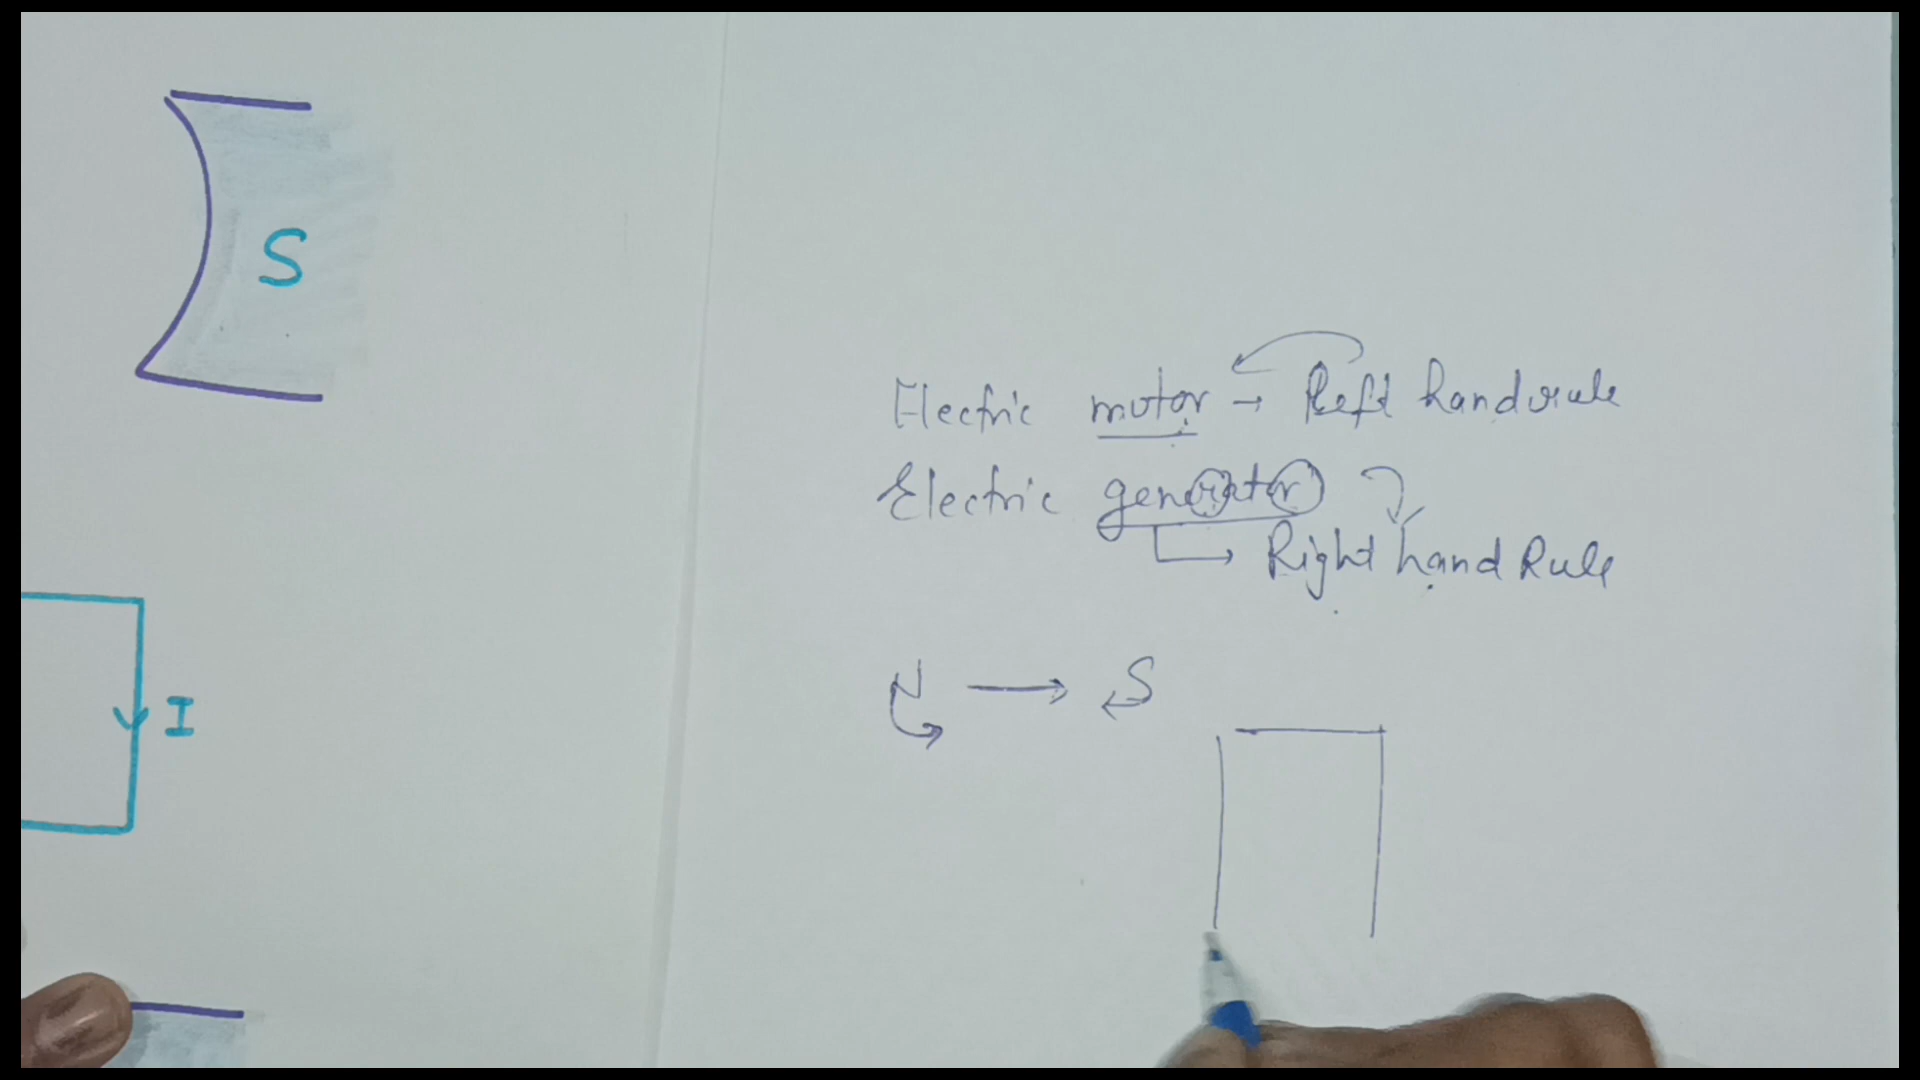 S
I
Electric motor → Left hand rule
Electric generator
→ Right hand Rule
N → S